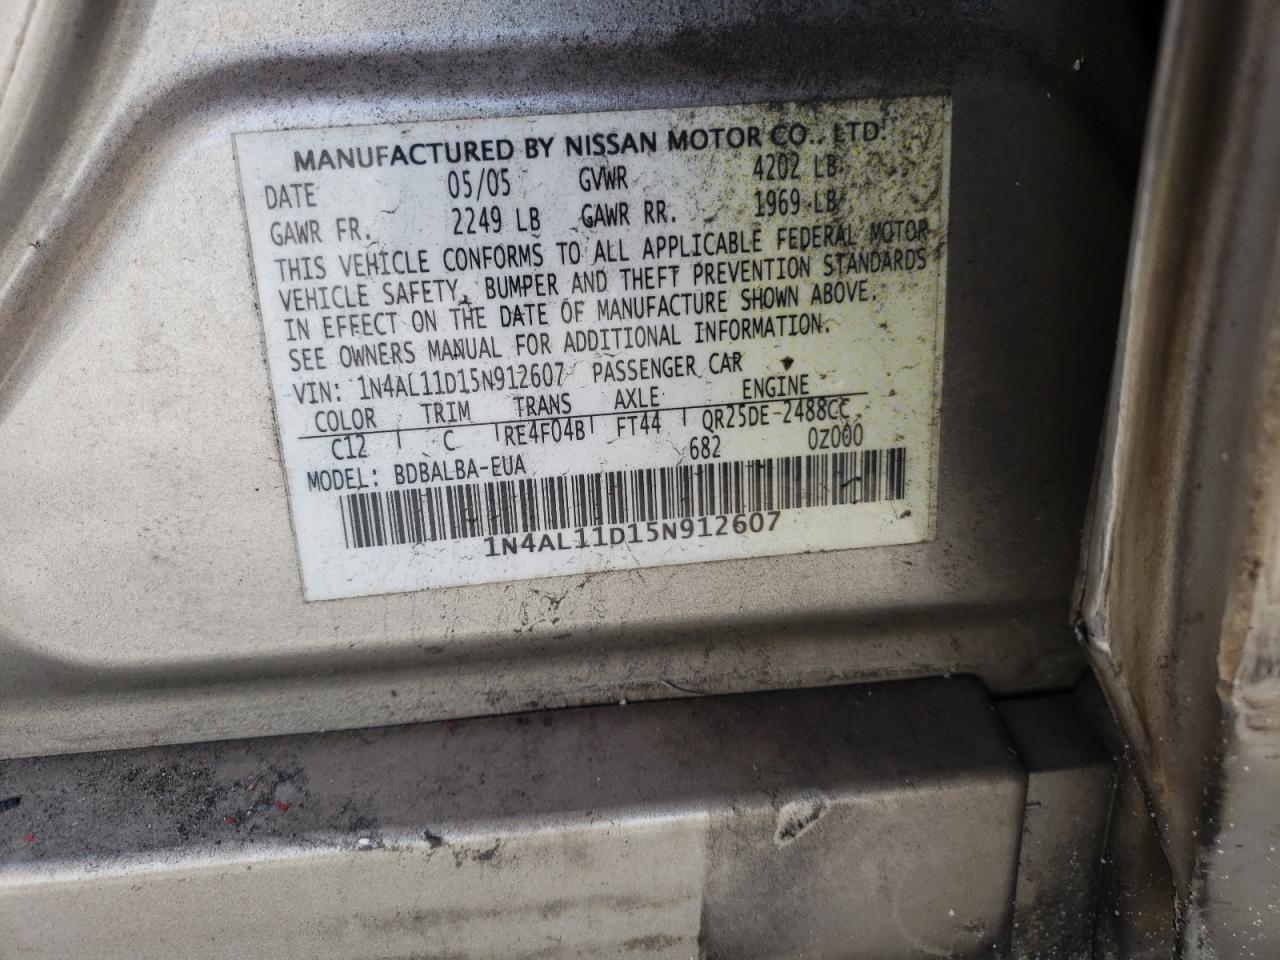 MANUFACTURED BY NISSAN MOTOR CO., LTD.
DATE 05/05 GVWR 4202 LB
GAWR FR. 2249 LB GAWR RR. 1969 LB
THIS VEHICLE CONFORMS TO ALL APPLICABLE FEDERAL MOTOR
VEHICLE SAFETY, BUMPER AND THEFT PREVENTION STANDARDS
IN EFFECT ON THE DATE OF MANUFACTURE SHOWN ABOVE.
SEE OWNERS MANUAL FOR ADDITIONAL INFORMATION.
VIN: 1N4AL11D15N912607 PASSENGER CAR
COLOR TRIM TRANS AXLE ENGINE
C12 C RE4F04B FT44 QR25DE-2488CC
MODEL: BDBALBA-EUA 682 0Z000
1N4AL11D15N912607